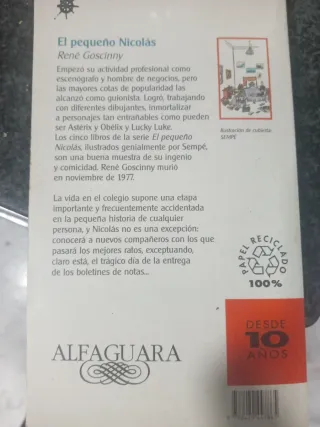 El pequeño Nicolás
René Goscinny
Empezó su actividad profesional como
escenógrafo y hombre de negocios, pero
las mayores cotas de popularidad las
alcanzó como guionista. Logró, trabajando
con diferentes dibujantes, inmortalizar
a personajes tan entrañables como pueden
ser Astérix y Obélix y Lucky Luke.
Los cinco libros de la serie El pequeño
Nicolás, ilustrados genialmente por Sempé,
son una buena muestra de su ingenio
y comicidad. René Goscinny murió
en noviembre de 1977.
La vida en el colegio supone una etapa
importante y frecuentemente accidentada
en la pequeña historia de cualquier
persona, y Nicolás no es una excepción:
conocerá a nuevos compañeros con los que
pasará los mejores ratos, exceptuando,
claro está, el trágico día de la entrega
de los boletines de notas...
Ilustración de cubierta:
SEMPÉ
PAPEL RECICLADO
100%
DESDE
10
AÑOS
ALFAGUARA